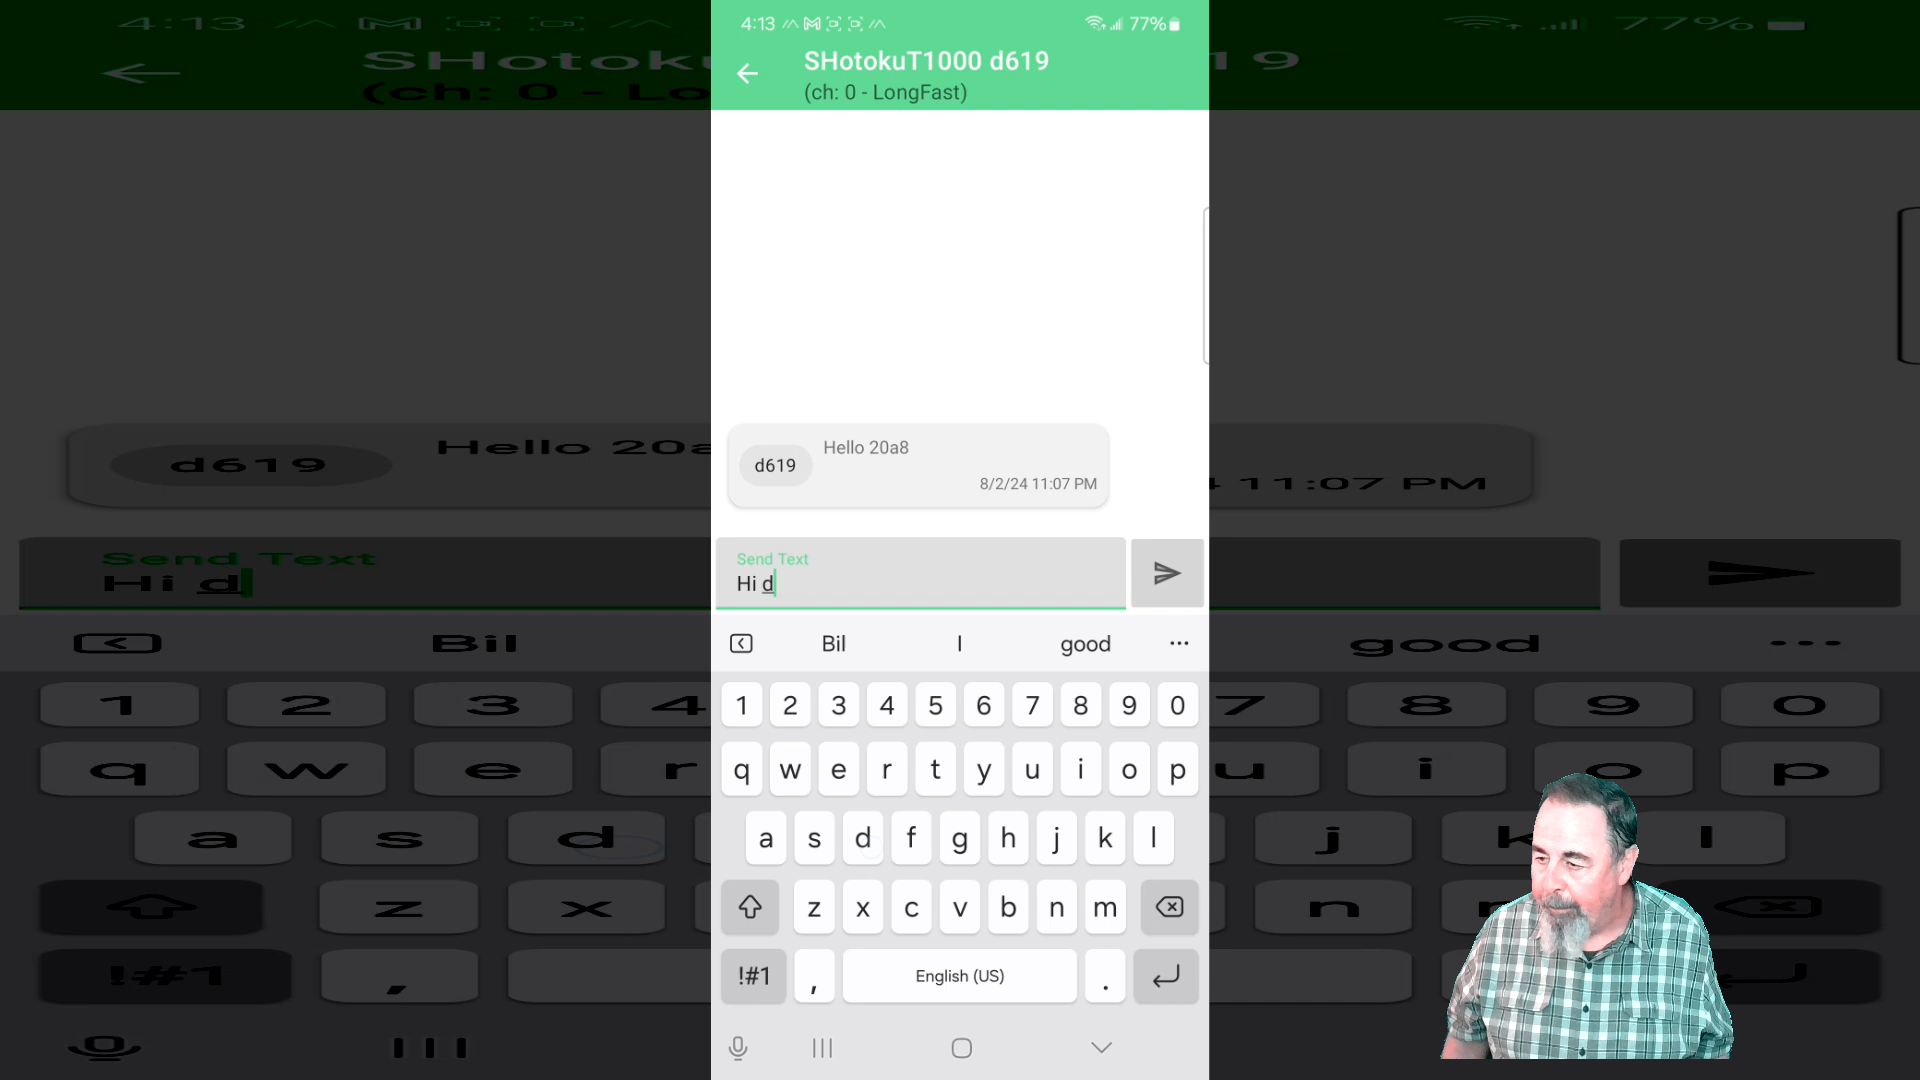 4:13
77%
SHotokuT1000 d619
(ch: 0 - LongFast)
Hello 20a8
d619
8/2/24 11:07 PM
Send Text
Hi d
Bil I good
1 2 3 4 5 6 7 8 9 0
q w e r t y u i o p
a s d f g h j k l
z x c v b n m
!#1 , English (US) .